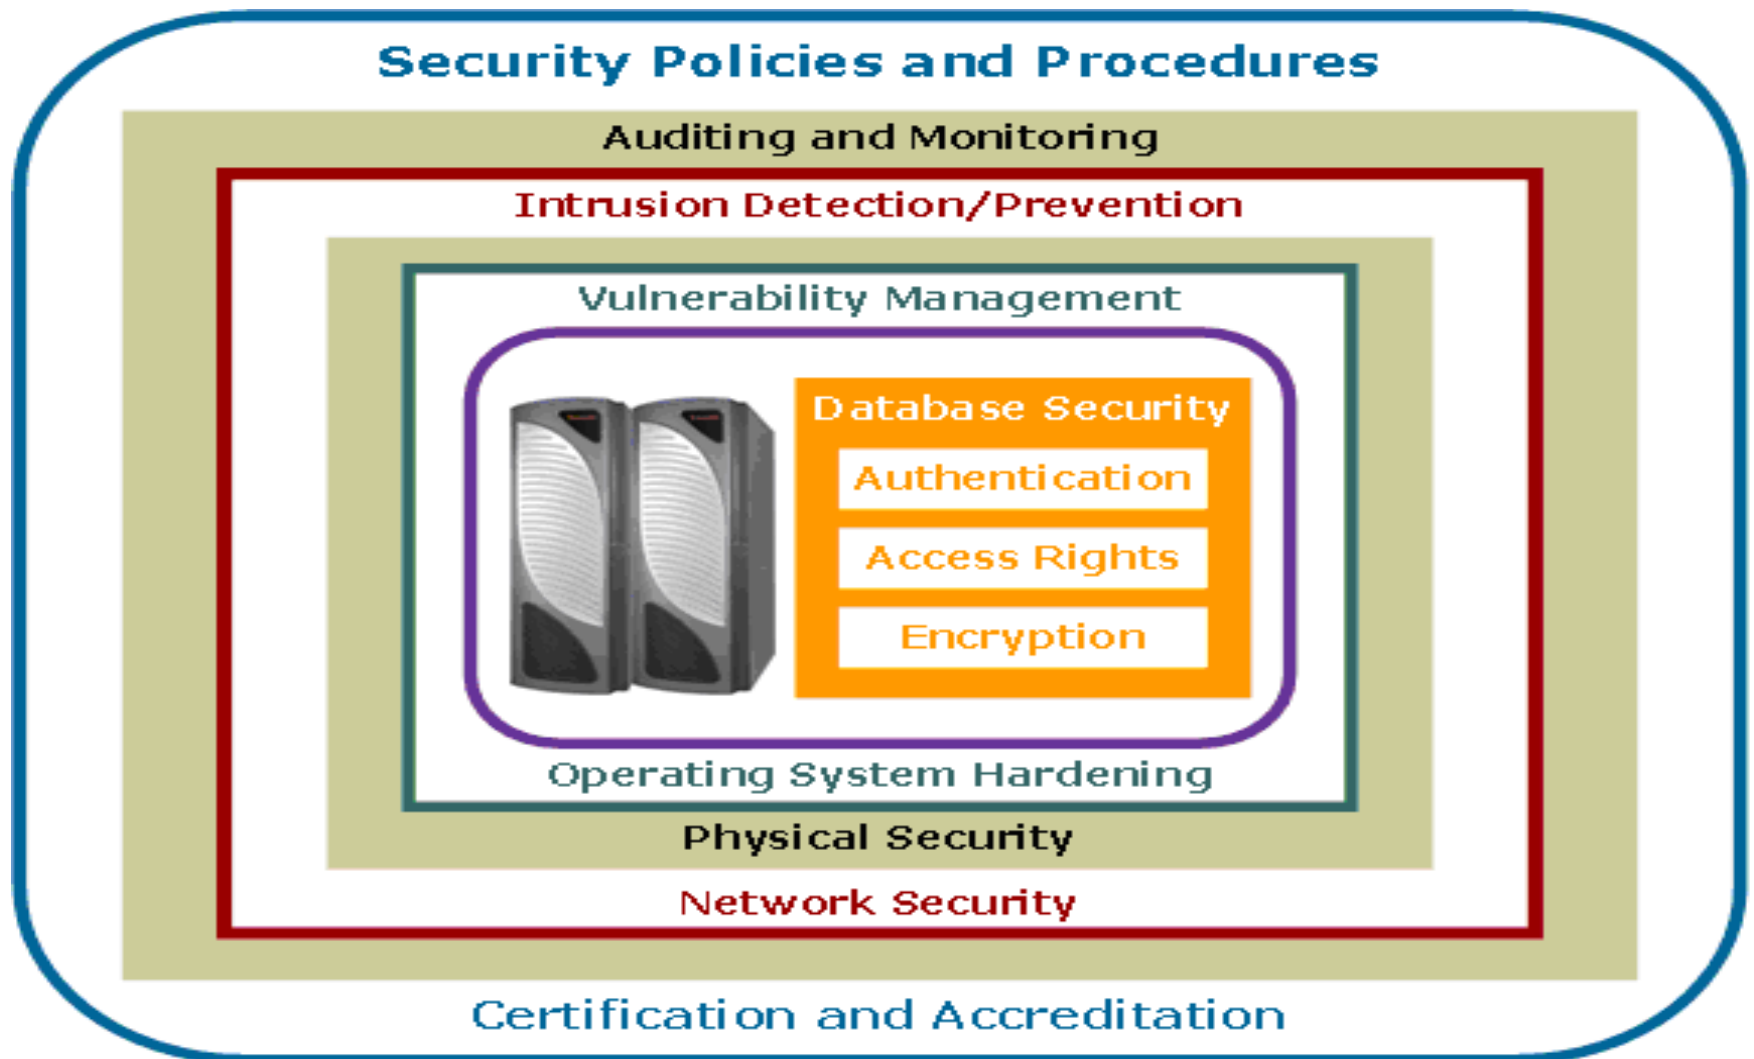 Security Policies and Procedures
Auditing and Monitoring
Intrusion Detection/Prevention
Vulnerability Management
Database Security
Authentication
Access Rights
Encryption
Operating System Hardening
Physical Security
Network Security
Certification and Accreditation